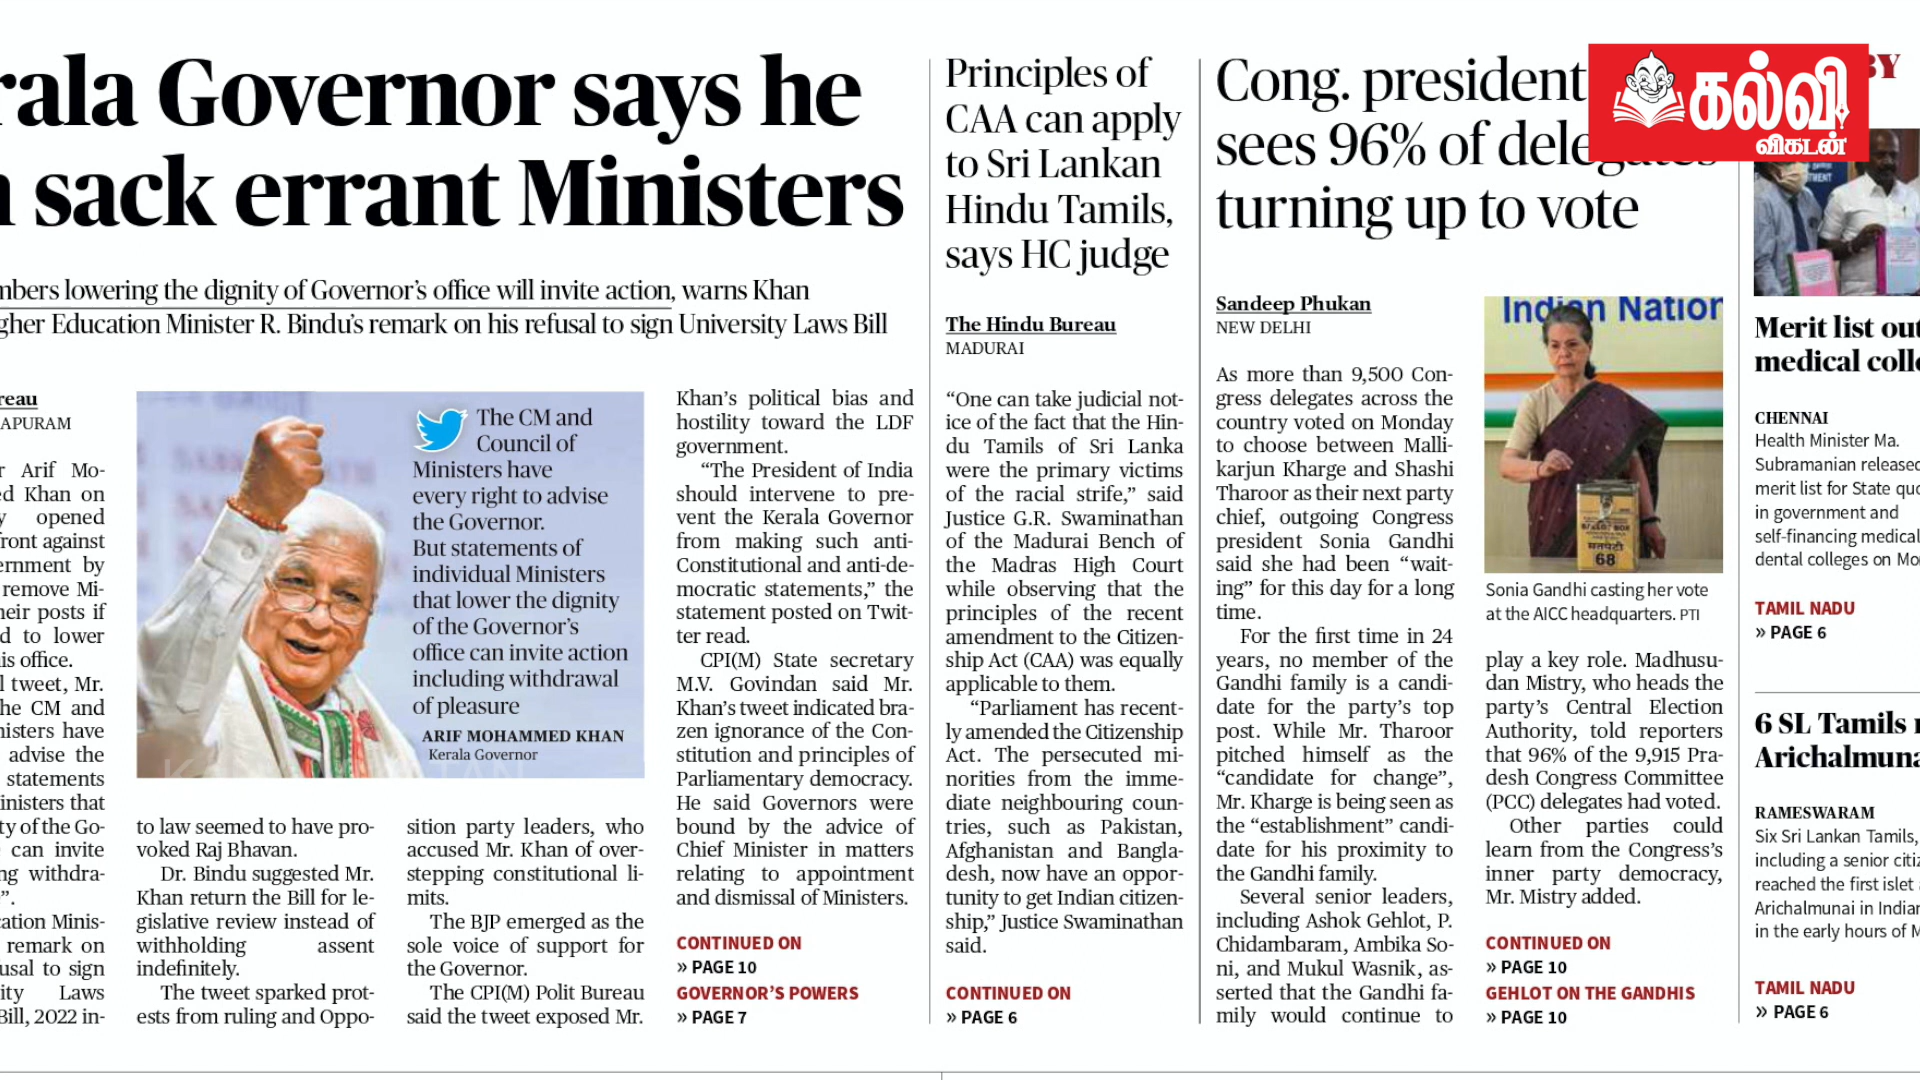 rala Governor says he
sack errant Ministers
mbers lowering the dignity of Governor's office will invite action, warns Khan
gher Education Minister R. Bindu's remark on his refusal to sign University Laws Bill
reau
APURAM
r Arif Mo-
ed Khan on
y opened
front against
ernment by
remove Mi-
heir posts if
d to lower
is office.
l tweet, Mr.
he CM and
nisters have
advise the
statements
inisters that
ty of the Go-
can invite
ng withdra-
".
cation Minis-
remark on
usal to sign
ity Laws
Bill, 2022 in-
The CM and
Council of
Ministers have
every right to advise
the Governor.
But statements of
individual Ministers
that lower the dignity
of the Governor's
office can invite action
including withdrawal
of pleasure
ARIF MOHAMMED KHAN
Kerala Governor
to law seemed to have pro-
voked Raj Bhavan.
Dr. Bindu suggested Mr.
Khan return the Bill for le-
gislative review instead of
withholding assent
indefinitely.
The tweet sparked prot-
ests from ruling and Oppo-
sition party leaders, who
accused Mr. Khan of over-
stepping constitutional li-
mits.
The BJP emerged as the
sole voice of support for
the Governor.
The CPI(M) Polit Bureau
said the tweet exposed Mr.
Khan's political bias and
hostility toward the LDF
government.
"The President of India
should intervene to pre-
vent the Kerala Governor
from making such anti-
Constitutional and anti-de-
mocratic statements," the
statement posted on Twit-
ter read.
CPI(M) State secretary
M.V. Govindan said Mr.
Khan's tweet indicated bra-
zen ignorance of the Con-
stitution and principles of
Parliamentary democracy.
He said Governors were
bound by the advice of
Chief Minister in matters
relating to appointment
and dismissal of Ministers.
CONTINUED ON
» PAGE 10
GOVERNOR'S POWERS
» PAGE 7
Principles of
CAA can apply
to Sri Lankan
Hindu Tamils,
says HC judge
The Hindu Bureau
MADURAI
"One can take judicial not-
ice of the fact that the Hin-
du Tamils of Sri Lanka
were the primary victims
of the racial strife," said
Justice G.R. Swaminathan
of the Madurai Bench of
the Madras High Court
while observing that the
principles of the recent
amendment to the Citizen-
ship Act (CAA) was equally
applicable to them.
"Parliament has recent-
ly amended the Citizenship
Act. The persecuted mi-
norities from the imme-
diate neighbouring coun-
tries, such as Pakistan,
Afghanistan and Bangla-
desh, now have an oppor-
tunity to get Indian citizen-
ship," Justice Swaminathan
said.
CONTINUED ON
» PAGE 6
Cong. president
sees 96% of delegates
turning up to vote
Sandeep Phukan
NEW DELHI
As more than 9,500 Con-
gress delegates across the
country voted on Monday
to choose between Malli-
karjun Kharge and Shashi
Tharoor as their next party
chief, outgoing Congress
president Sonia Gandhi
said she had been "wait-
ing" for this day for a long
time.
For the first time in 24
years, no member of the
Gandhi family is a candi-
date for the party's top
post. While Mr. Tharoor
pitched himself as the
"candidate for change",
Mr. Kharge is being seen as
the "establishment" candi-
date for his proximity to
the Gandhi family.
Several senior leaders,
including Ashok Gehlot, P.
Chidambaram, Ambika So-
ni, and Mukul Wasnik, as-
serted that the Gandhi fa-
mily would continue to
Indian Nation
मतपेटी
68
Sonia Gandhi casting her vote
at the AICC headquarters. PTI
play a key role. Madhusu-
dan Mistry, who heads the
party's Central Election
Authority, told reporters
that 96% of the 9,915 Pra-
desh Congress Committee
(PCC) delegates had voted.
Other parties could
learn from the Congress's
inner party democracy,
Mr. Mistry added.
CONTINUED ON
» PAGE 10
GEHLOT ON THE GANDHIS
» PAGE 10
கல்வி
விகடன்
BY
Merit list out
medical coll
CHENNAI
Health Minister Ma.
Subramanian released
merit list for State quo
in government and
self-financing medical
dental colleges on Mo
TAMIL NADU
» PAGE 6
6 SL Tamils
Arichalmuna
RAMESWARAM
Six Sri Lankan Tamils,
including a senior citiz
reached the first islet
Arichalmunai in Indian
in the early hours of M
TAMIL NADU
» PAGE 6